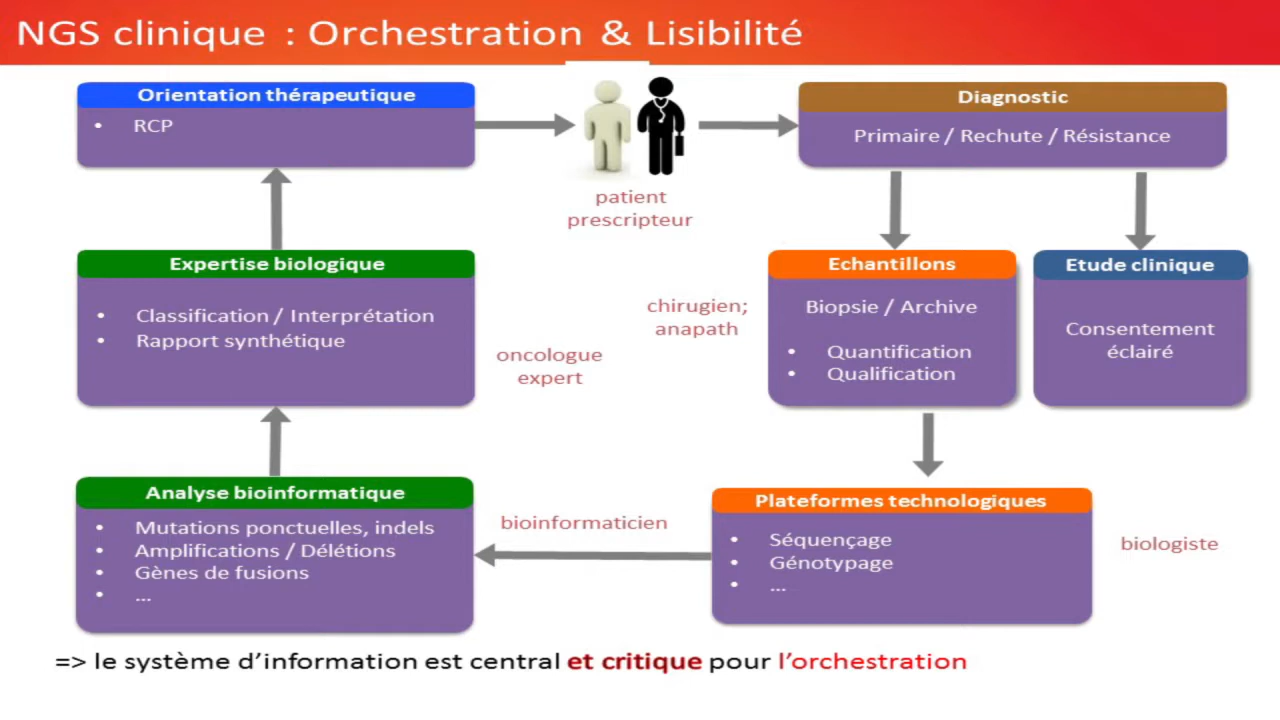 NGS clinique : Orchestration & Lisibilité
Orientation thérapeutique
• RCP
patient
prescripteur
Diagnostic
Primaire / Rechute / Résistance
Expertise biologique
• Classification / Interprétation
• Rapport synthétique
oncologue
expert
chirugien;
anapath
Echantillons
Biopsie / Archive
• Quantification
• Qualification
Etude clinique
Consentement
éclairé
Analyse bioinformatique
• Mutations ponctuelles, indels
• Amplifications / Délétions
• Gènes de fusions
• ...
bioinformaticien
Plateformes technologiques
• Séquençage
• Génotypage
• ...
biologiste
=> le système d’information est central et critique pour l’orchestration